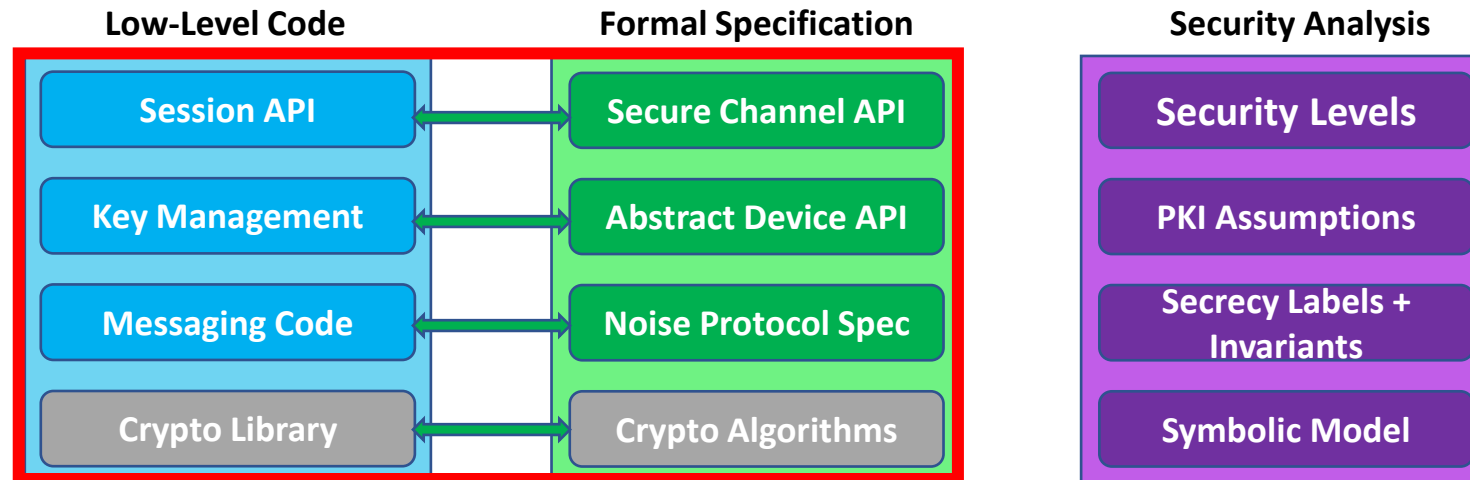 Low-Level Code
Formal Specification
Security Analysis
Session API
Secure Channel API
Security Levels
Key Management
Abstract Device API
PKI Assumptions
Messaging Code
Noise Protocol Spec
Secrecy Labels +
Invariants
Crypto Library
Crypto Algorithms
Symbolic Model